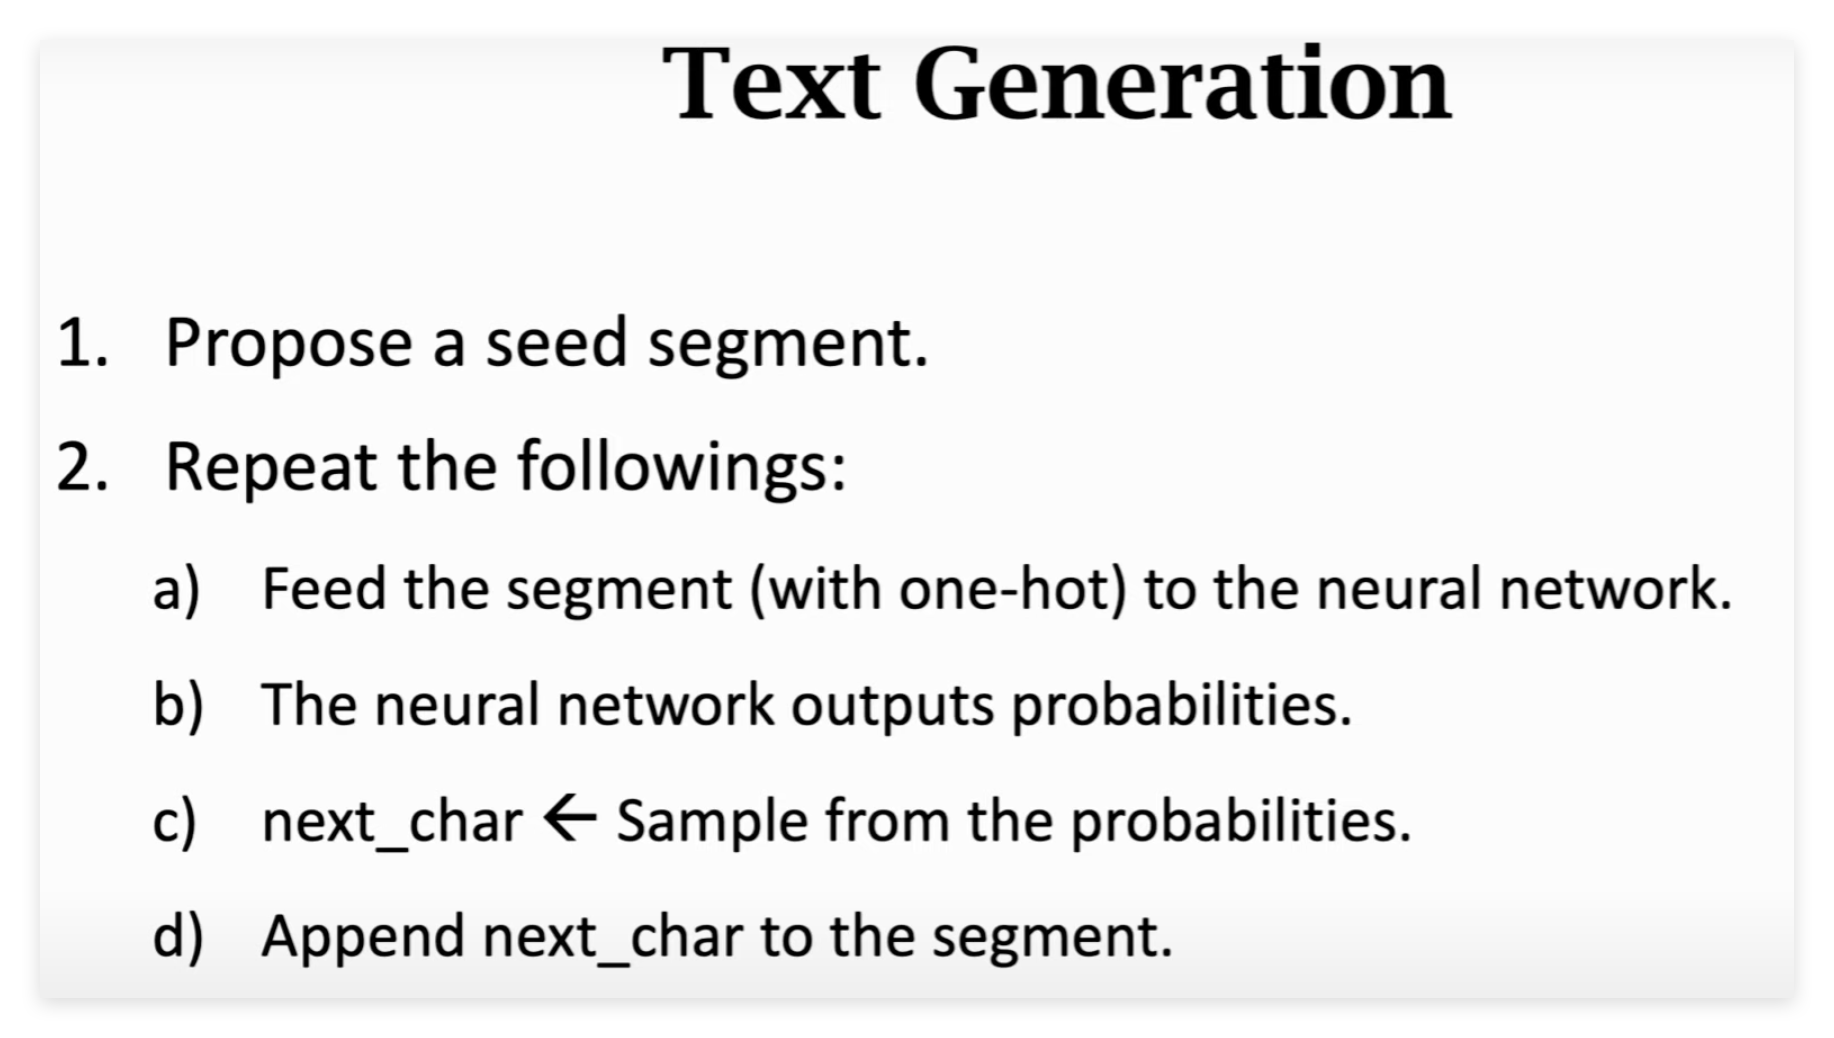 Text Generation
1. Propose a seed segment.
2. Repeat the followings:
a) Feed the segment (with one-hot) to the neural network.
b) The neural network outputs probabilities.
c) next_char ← Sample from the probabilities.
d) Append next_char to the segment.